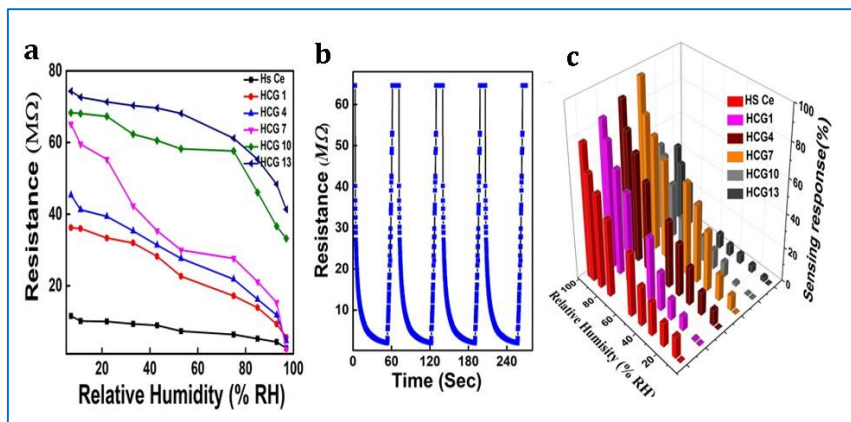 a
80
60
40
20
Resistance (MΩ)
Hs Ce
HCG 1
HCG 4
HCG 7
HCG 10
HCG 13
20 40 60 80 100
Relative Humidity (% RH)
b
60
50
40
30
20
10
Resistance (MΩ)
0 60 120 180 240
Time (Sec)
c
HS Ce
HCG1
HCG4
HCG7
HCG10
HCG13
100
80
60
40
20
0
Sensing response(%)
100 80 60 40 20
Relative Humisity (% RH)